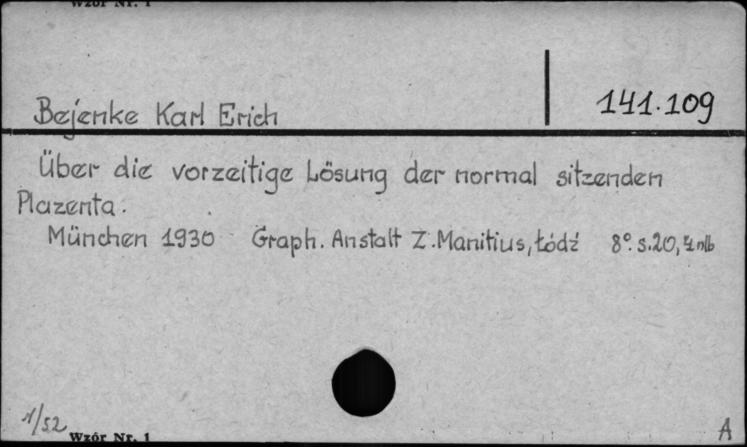 Wzór Nr. 1
Bejenke Karl Erich
141.109
Über die vorzeitige Lösung der normal sitzenden
Plazenta.
München 1930 Graph. Anstalt Z. Manitius, Łódź 8°. s.20, 4 nlb
1/52
Wzór Nr. 1
A